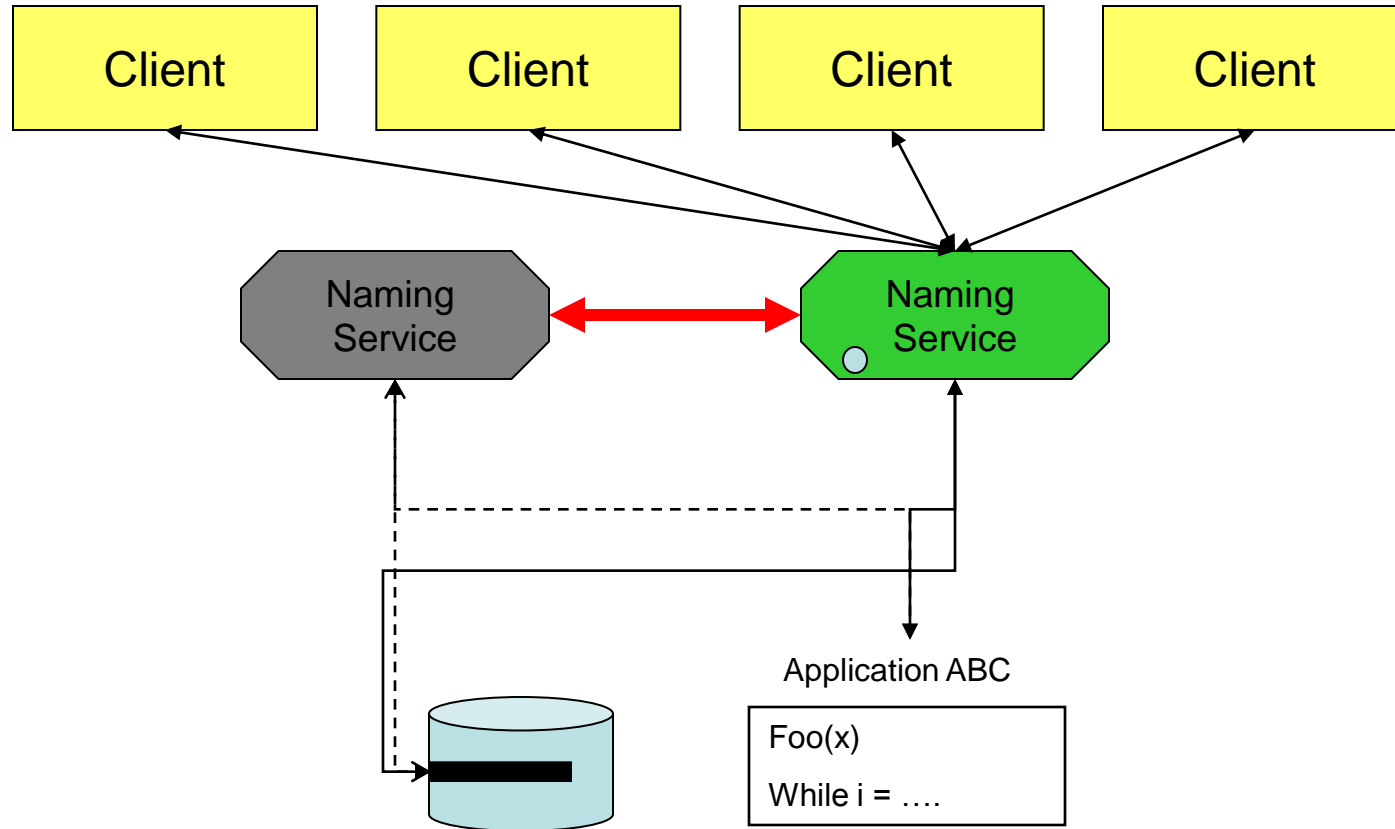 Client
Client
Client
Client
Naming
Service
Naming
Service
Application ABC
Foo(x)
While i = ….